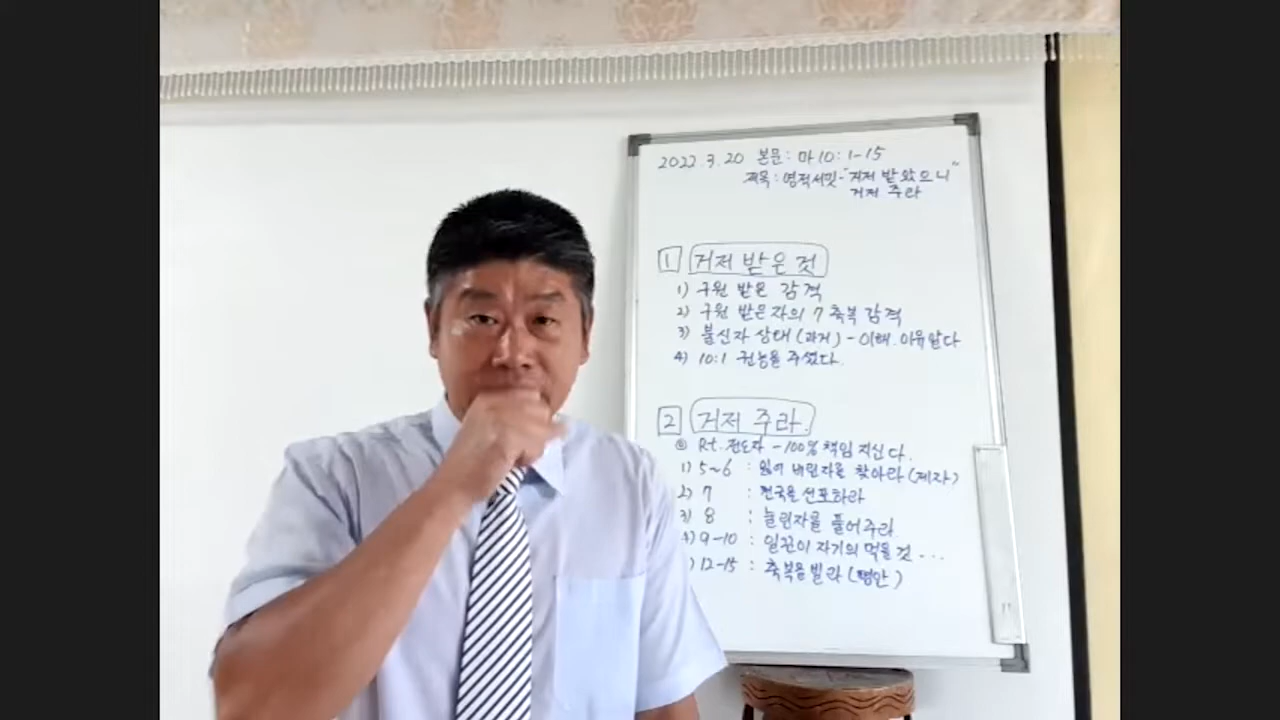 2022.3.20 본문: 마10:1-15
제목: 영적서밋-"거저 받았으니"
거저 주라
1 거저 받은 것
1) 구원 받은 감격
2) 구원 받은 자의 7 축복 감격
3) 불신자 상태(과거) - 이해. 이유 알다
4) 10:1 권능을 주셨다.
2 거저 주라.
◎ Rt. 전도자 - 100% 책임 지신다.
1) 5~6 : 잃어 버린자를 찾아라 (제자)
2) 7 : 천국을 선포하라
3) 8 : 눌린자를 풀어주라.
4) 9-10 : 일꾼이 자기의 먹을 것 ...
) 12-15 : 축복을 빌라 (평안)